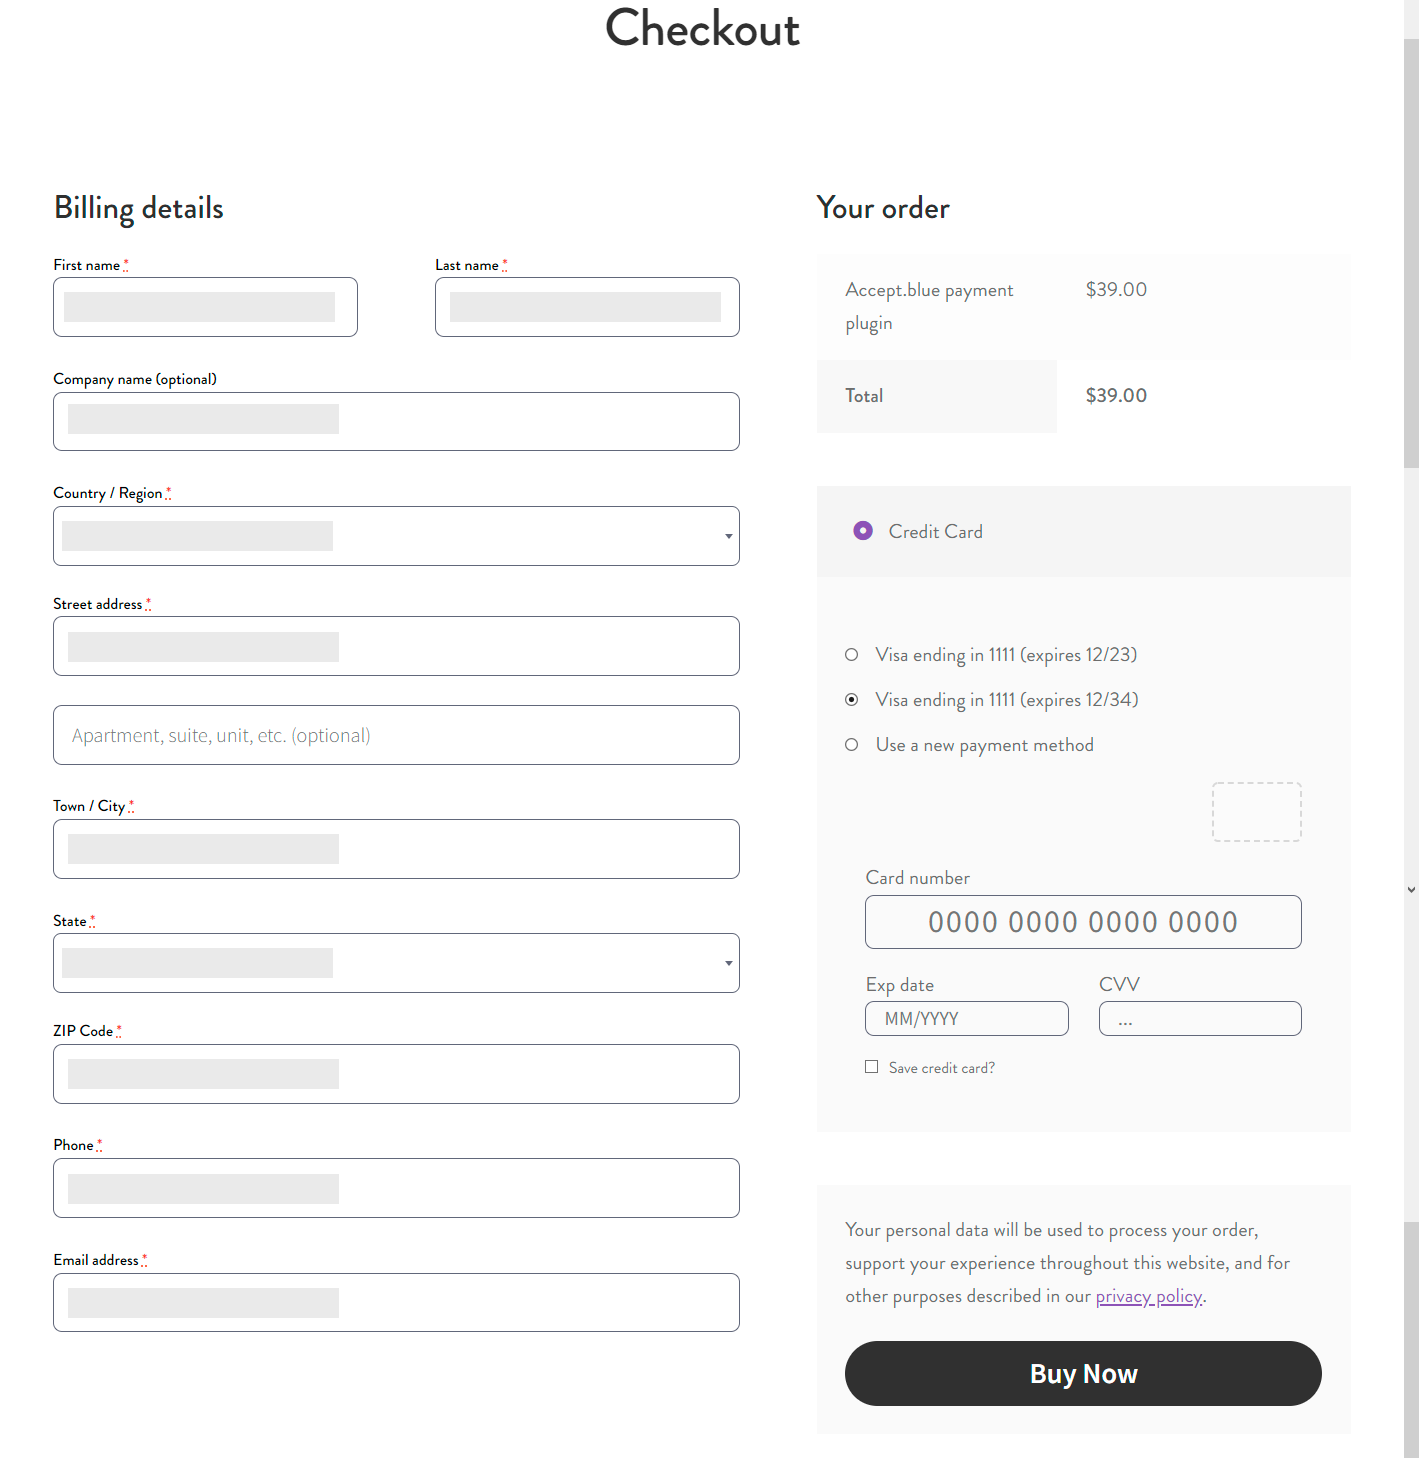 Checkout
Billing details
First name *
Last name *
Company name (optional)
Country / Region *
Street address *
Apartment, suite, unit, etc. (optional)
Town / City *
State *
ZIP Code *
Phone *
Email address *
Your order
Accept.blue payment
plugin
$39.00
Total
$39.00
Credit Card
Visa ending in 1111 (expires 12/23)
Visa ending in 1111 (expires 12/34)
Use a new payment method
Card number
0000 0000 0000 0000
Exp date
CVV
MM/YYYY
...
Save credit card?
Your personal data will be used to process your order,
support your experience throughout this website, and for
other purposes described in our privacy policy.
Buy Now